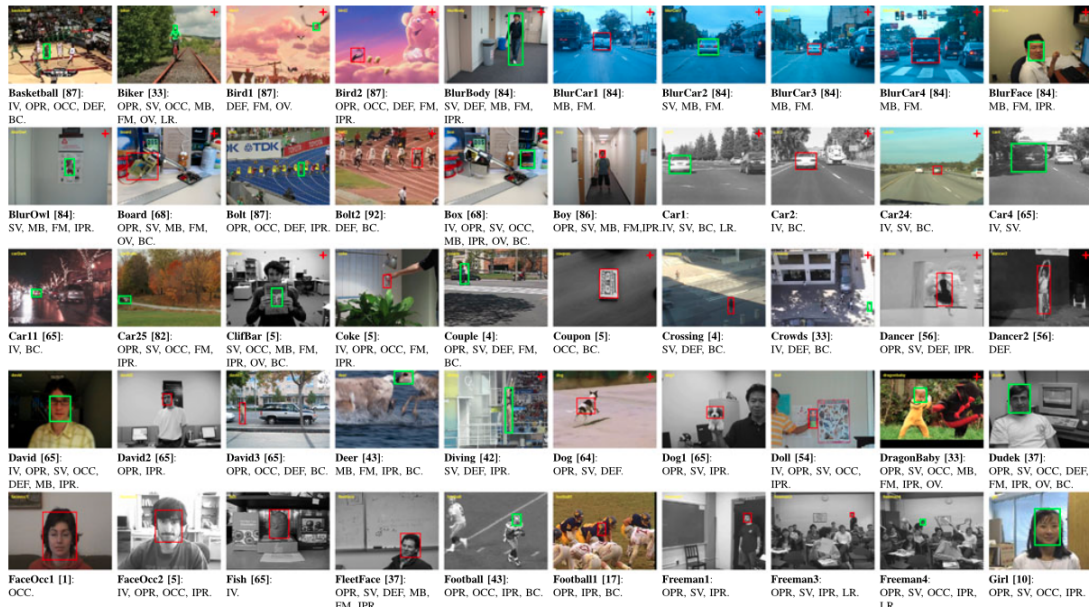 Basketball [87]:
IV, OPR, OCC, DEF,
BC.
Biker [33]:
OPR, SV, OCC, MB,
FM, OV, LR.
Bird1 [87]:
DEF, FM, OV.
Bird2 [87]:
OPR, OCC, DEF, FM,
IPR.
BlurBody [84]:
SV, DEF, MB, FM,
IPR.
BlurCar1 [84]:
MB, FM.
BlurCar2 [84]:
SV, MB, FM.
BlurCar3 [84]:
MB, FM.
BlurCar4 [84]:
MB, FM.
BlurFace [84]:
MB, FM, IPR.
BlurOwl [84]:
SV, MB, FM, IPR.
Board [68]:
OPR, SV, MB, FM,
OV, BC.
Bolt [87]:
OPR, OCC, DEF, IPR.
Bolt2 [92]:
DEF, BC.
Box [68]:
IV, OPR, SV, OCC,
MB, IPR, OV, BC.
Boy [86]:
OPR, SV, MB, FM,IPR.
Car1:
IV, SV, BC, LR.
Car2:
IV, BC.
Car24:
IV, SV, BC.
Car4 [65]:
IV, SV.
Car11 [65]:
IV, BC.
Car25 [82]:
OPR, SV, OCC, FM,
IPR.
ClifBar [5]:
SV, OCC, MB, FM,
IPR, OV, BC.
Coke [5]:
IV, OPR, OCC, FM,
IPR.
Couple [4]:
OPR, SV, DEF, FM,
BC.
Coupon [5]:
OCC, BC.
Crossing [4]:
SV, DEF, BC.
Crowds [33]:
IV, DEF, BC.
Dancer [56]:
OPR, SV, DEF, IPR.
Dancer2 [56]:
DEF.
David [65]:
IV, OPR, SV, OCC,
DEF, MB, IPR.
David2 [65]:
OPR, IPR.
David3 [65]:
OPR, OCC, DEF, BC.
Deer [43]:
MB, FM, IPR, BC.
Diving [42]:
SV, DEF, IPR.
Dog [64]:
OPR, SV, DEF.
Dog1 [65]:
OPR, SV, IPR.
Doll [54]:
IV, OPR, SV, OCC,
IPR.
DragonBaby [33]:
OPR, SV, OCC, MB,
FM, IPR, OV.
Dudek [37]:
OPR, SV, OCC, DEF,
FM, IPR, OV, BC.
FaceOcc1 [1]:
OCC.
FaceOcc2 [5]:
IV, OPR, OCC, IPR.
Fish [65]:
IV.
FleetFace [37]:
OPR, SV, DEF, MB,
FM, IPR.
Football [43]:
OPR, OCC, IPR, BC.
Football1 [17]:
OPR, IPR, BC.
Freeman1:
OPR, SV, IPR.
Freeman3:
OPR, SV, IPR, LR.
Freeman4:
OPR, SV, OCC, IPR,
LR.
Girl [10]:
OPR, SV, OCC, IPR.